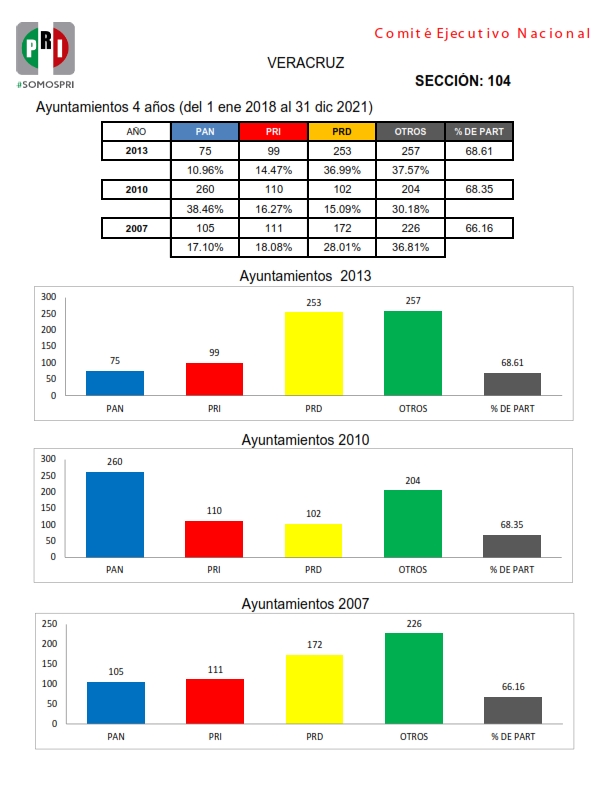 PRI
#SOMOSPRI
Comité Ejecutivo Nacional
VERACRUZ
SECCIÓN: 104
Ayuntamientos 4 años (del 1 ene 2018 al 31 dic 2021)
AÑO PAN PRI PRD OTROS % DE PART
2013 75 99 253 257 68.61
10.96% 14.47% 36.99% 37.57%
2010 260 110 102 204 68.35
38.46% 16.27% 15.09% 30.18%
2007 105 111 172 226 66.16
17.10% 18.08% 28.01% 36.81%
Ayuntamientos 2013
300
250
200
150
100
50
0
75 99 253 257 68.61
PAN PRI PRD OTROS % DE PART
Ayuntamientos 2010
300
250
200
150
100
50
0
260 110 102 204 68.35
PAN PRI PRD OTROS % DE PART
Ayuntamientos 2007
250
200
150
100
50
0
105 111 172 226 66.16
PAN PRI PRD OTROS % DE PART